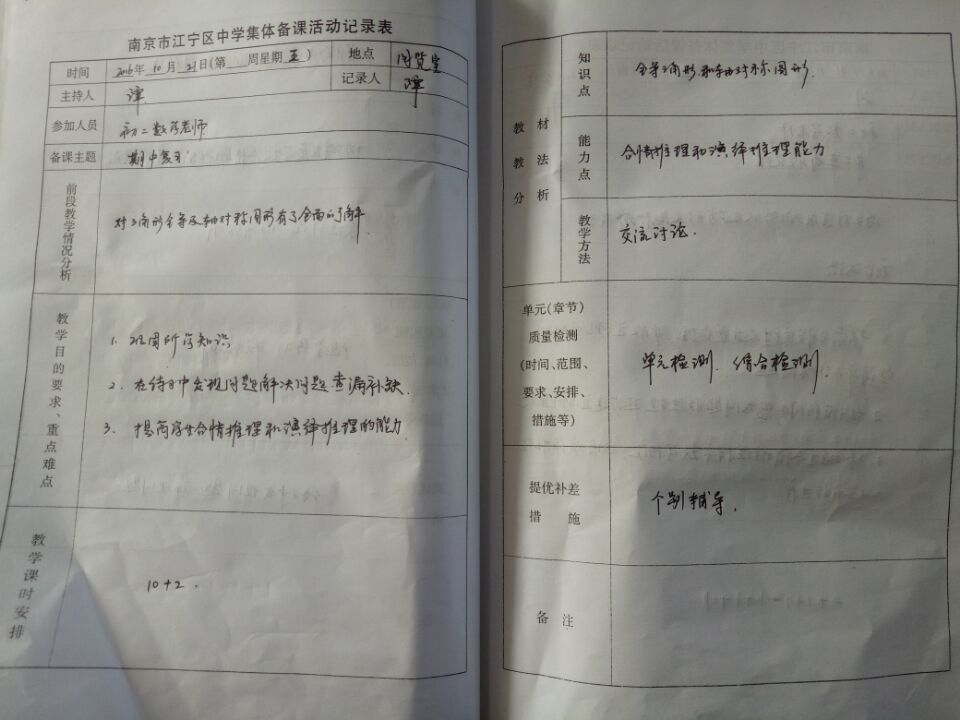 南京市江宁区中学集体备课活动记录表
时间 2016年10月21日(第 周星期五) 地点 阅览室
主持人 谭 记录人 谭
参加人员 初二数学老师
备课主题 期中复习
前段教学情况分析 对三角形全等及轴对称图形有了全面的了解
教学目的要求、重点难点
1. 巩固所学知识
2. 在练习中发现问题解决问题查漏补缺.
3. 提高学生合情推理和演绎推理的能力
教学课时安排 10+2.
教材教法分析
知识点 全等三角形和轴对称图形.
能力点 合情推理和演绎推理能力
教学方法 交流讨论.
单元(章节)
质量检测
(时间、范围、
要求、安排、
措施等)
单元检测. 综合检测.
提优补差
措施
个别辅导.
备注